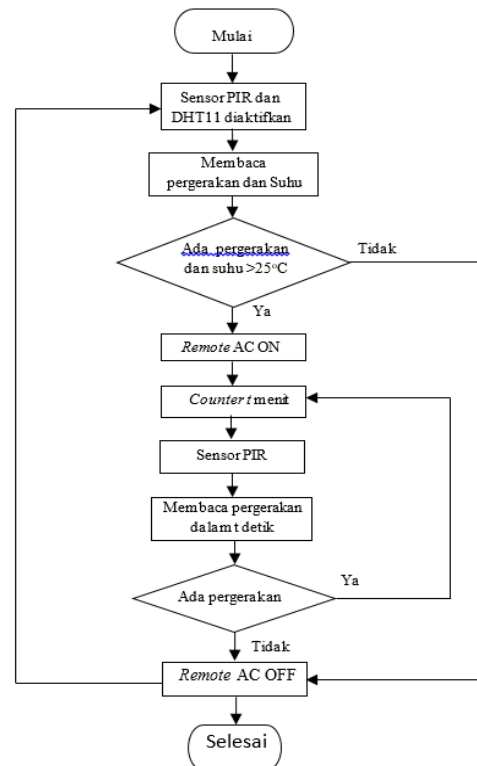 Mulai
Sensor PIR dan
DHT11 diaktifkan
Membaca
pergerakan dan Suhu
Ada pergerakan
dan suhu >25°C
Tidak
Ya
Remote AC ON
Counter t menit
Sensor PIR
Membaca pergerakan
dalam t detik
Ada pergerakan
Ya
Tidak
Remote AC OFF
Selesai